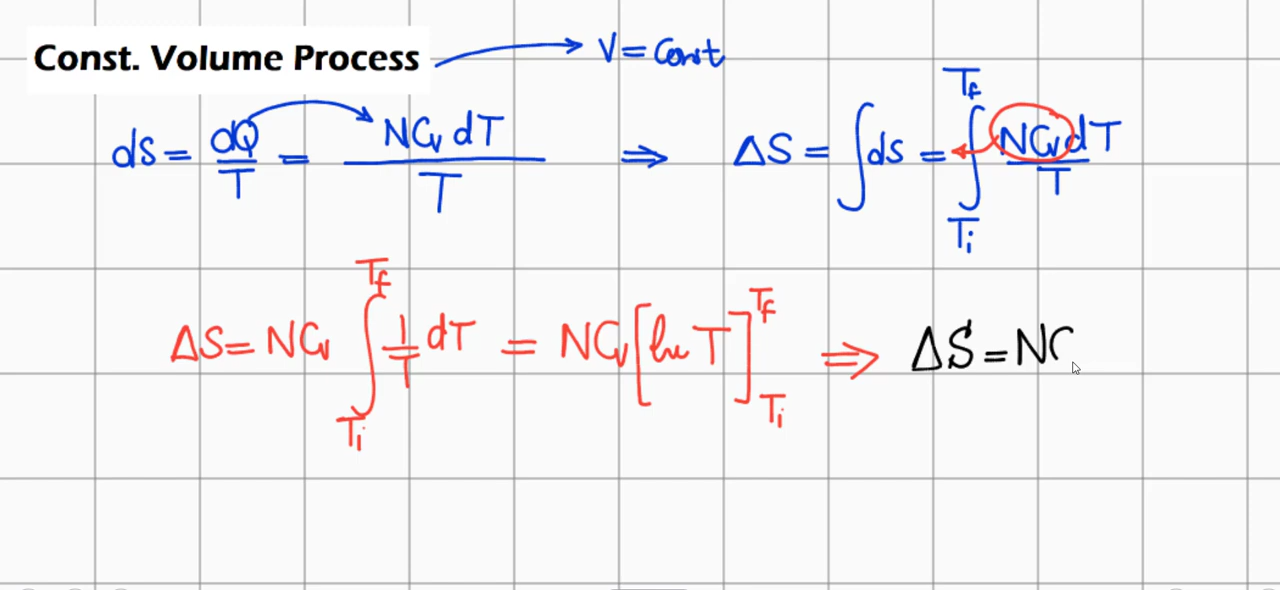 Const. Volume Process → V = Const
dS = dQ/T = NCv dT/T ⇒ ΔS = ∫dS = ∫_{Ti}^{Tf} NCv dT/T
ΔS = NCv ∫_{Ti}^{Tf} 1/T dT = NCv [ln T]_{Ti}^{Tf} ⇒ ΔS = NC